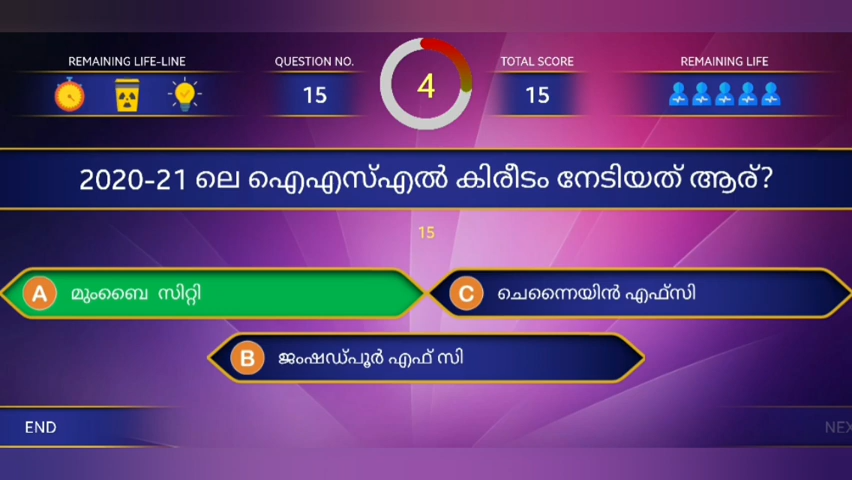 REMAINING LIFE-LINE
QUESTION NO.
15
4
TOTAL SCORE
15
REMAINING LIFE
2020-21 ലെ ഐഎസ്എൽ കിരീടം നേടിയത് ആര്?
15
A മുംബൈ സിറ്റി
C ചെന്നൈയിൻ എഫ്സി
B ജംഷഡ്പൂർ എഫ് സി
END
NEX